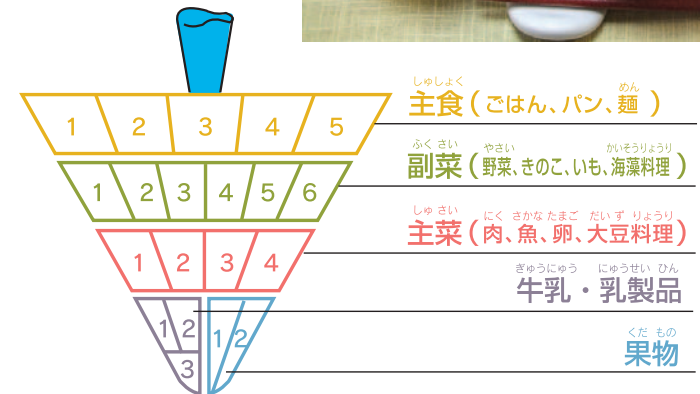 1 2 3 4 5
しゅしょく めん
主食(ごはん、パン、麺)
1 2 3 4 5 6
ふくさい やさい かいそうりょうり
副菜(野菜、きのこ、いも、海藻料理)
1 2 3 4
しゅさい にく さかな たまご だいず りょうり
主菜(肉、魚、卵、大豆料理)
1 2 3
ぎゅうにゅう にゅうせいひん
牛乳・乳製品
1 2
くだもの
果物